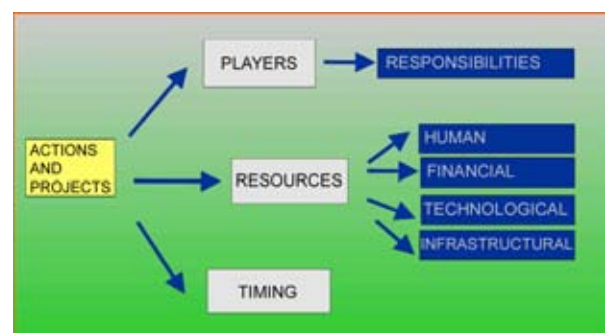 PLAYERS
RESPONSIBILITIES
ACTIONS
AND
PROJECTS
RESOURCES
HUMAN
FINANCIAL
TECHNOLOGICAL
INFRASTRUCTURAL
TIMING